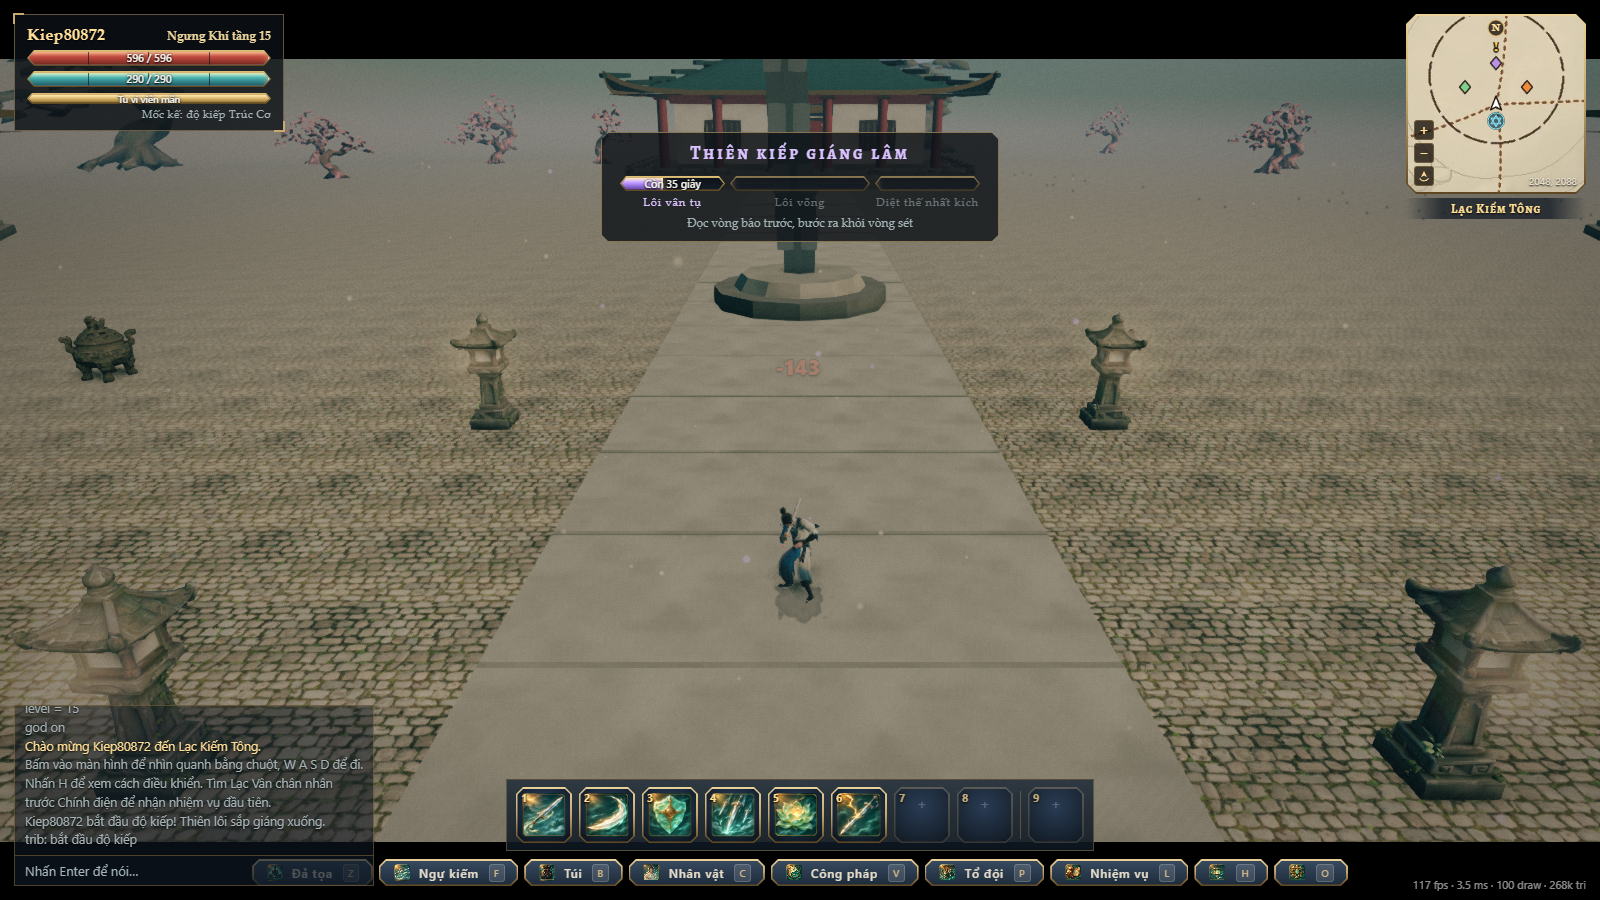 Kiep80872
Ngưng Khí tầng 15
596 / 596
290 / 290
Tu vi viên mãn
Mốc kế: độ kiếp Trúc Cơ
THIÊN KIẾP GIÁNG LÂM
Còn 35 giây
Lôi vân tụ
Lôi võng
Diệt thế nhất kích
Đọc vòng báo trước, bước ra khỏi vòng sét
N
+
−
2048, 2088
LẠC KIẾM TÔNG
-143
level = 15
god on
Chào mừng Kiep80872 đến Lạc Kiếm Tông.
Bấm vào màn hình để nhìn quanh bằng chuột, W A S D để đi.
Nhấn H để xem cách điều khiển. Tìm Lạc Vân chân nhân
trước Chính điện để nhận nhiệm vụ đầu tiên.
Kiep80872 bắt đầu độ kiếp! Thiên lôi sắp giáng xuống.
trib: bắt đầu độ kiếp
Nhấn Enter để nói...
1 2 3 4 5 6 7 + 8 + 9 +
Đả tọa Z
Ngự kiếm F
Túi B
Nhân vật C
Công pháp V
Tổ đội P
Nhiệm vụ L
H
O
117 fps · 3.5 ms · 100 draw · 268k tri